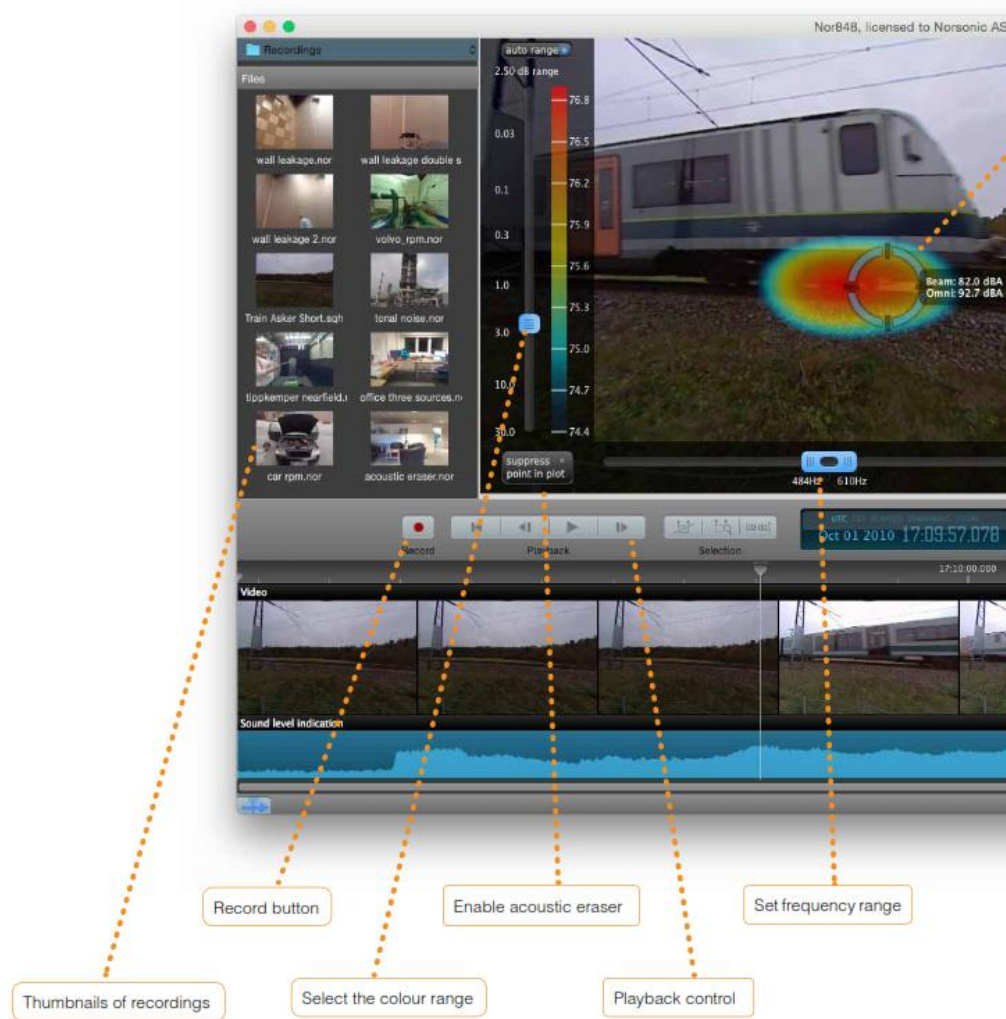 Nor848, licensed to Norsonic AS
Recordings
Files
wall leakage.nor
wall leakage double s
wall leakage 2.nor
volvo_rpm.nor
Train Asker Short.sqh
tonal noise.nor
tippkemper nearfield.
office three sources.n
car rpm.nor
acoustic eraser.nor
auto range
2.50 dB range
0.03
0.1
0.3
1.0
3.0
10.0
30.0
76.8
76.5
76.2
75.9
75.6
75.3
75.0
74.7
74.4
Beam: 82.0 dBA
Omni: 92.7 dBA
suppress
point in plot
484Hz 610Hz
Record
Playback
Selection
UTC
Oct 01 2010 17:09:57.078
17:10:00.000
Video
Sound level indication
Record button
Enable acoustic eraser
Set frequency range
Thumbnails of recordings
Select the colour range
Playback control